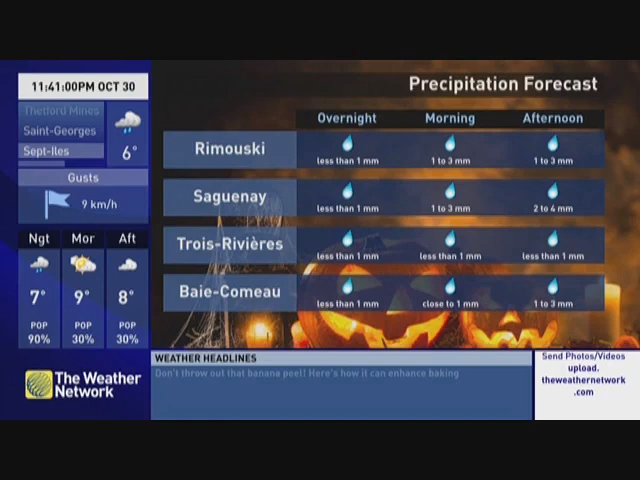 11:41:00PM OCT 30
Thetford Mines
Saint-Georges
Sept-Iles
6°
Gusts
9 km/h
Ngt Mor Aft
7° 9° 8°
POP POP POP
90% 30% 30%
The Weather
Network
Precipitation Forecast
Overnight Morning Afternoon
Rimouski
less than 1 mm 1 to 3 mm 1 to 3 mm
Saguenay
less than 1 mm 1 to 3 mm 2 to 4 mm
Trois-Rivières
less than 1 mm less than 1 mm less than 1 mm
Baie-Comeau
less than 1 mm close to 1 mm 1 to 3 mm
WEATHER HEADLINES
Don't throw out that banana peel! Here's how it can enhance baking
Send Photos/Videos
upload.
theweathernetwork
.com